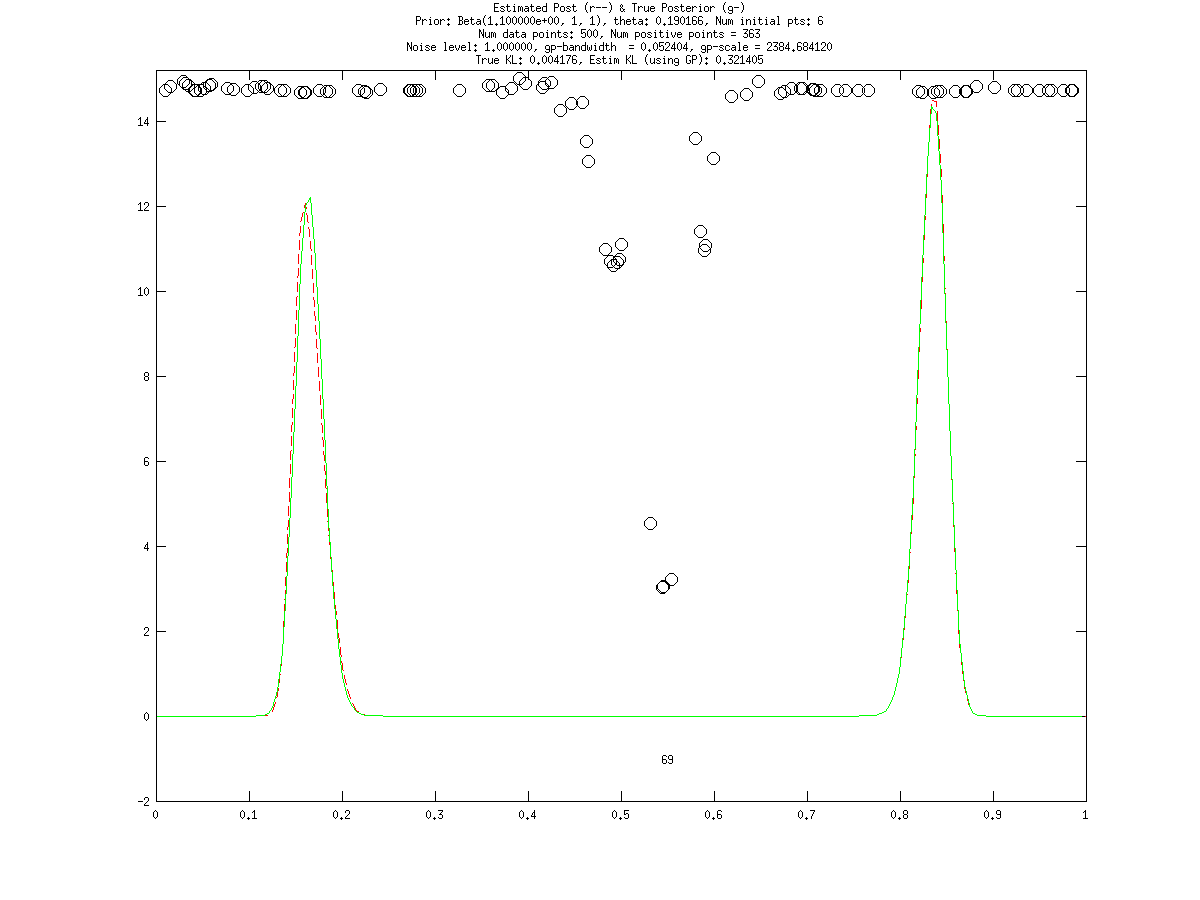 Estimated Post (r--) & True Posterior (g-)
Prior: Beta(1.100000e+00, 1, 1), theta: 0.190166, Num initial pts: 6
Num data points: 500, Num positive points = 363
Noise level: 1.000000, gp-bandwidth  = 0.052404, gp-scale = 2384.684120
True KL: 0.004176, Estim KL (using GP): 0.321405
14
12
10
8
6
4
2
0
69
-2
0 0.1 0.2 0.3 0.4 0.5 0.6 0.7 0.8 0.9 1